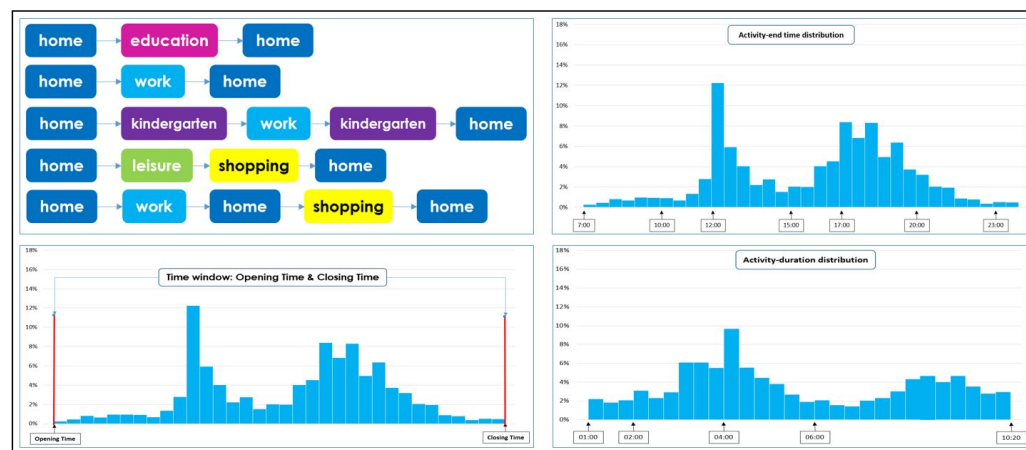 home education home
home work home
home kindergarten work kindergarten home
home leisure shopping home
home work home shopping home
Activity-end time distribution
18%
16%
14%
12%
10%
8%
6%
4%
2%
0%
7:00 10:00 12:00 15:00 17:00 20:00 23:00
Time window: Opening Time & Closing Time
18%
16%
14%
12%
10%
8%
6%
4%
2%
0%
Opening Time Closing Time
Activity-duration distribution
18%
16%
14%
12%
10%
8%
6%
4%
2%
0%
01:00 02:00 04:00 06:00 10:20